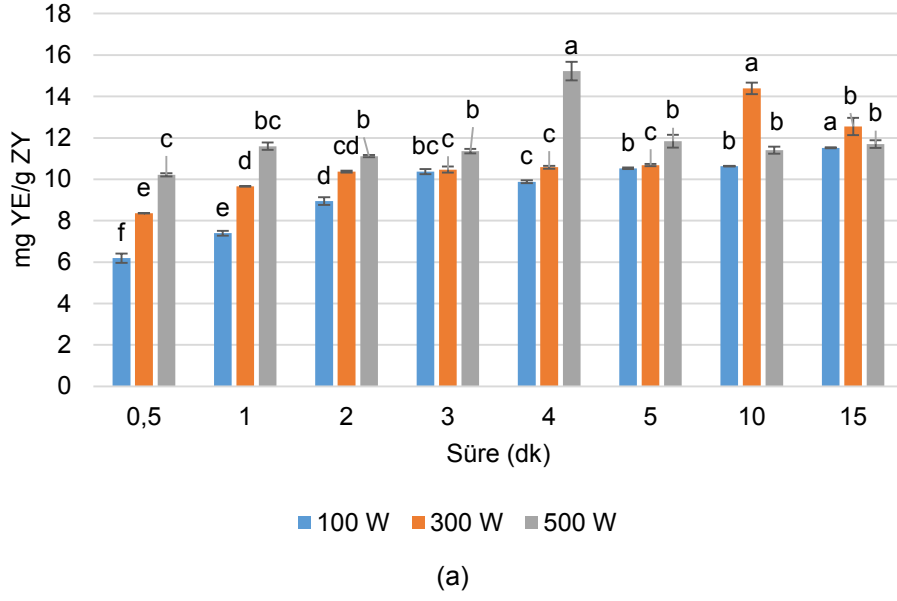 mg YE/g ZY
18
16
14
12
10
8
6
4
2
0
f e c
e d bc
d cd b
bc c b
c c a
b c b
b a b
a b b
0,5 1 2 3 4 5 10 15
Süre (dk)
100 W 300 W 500 W
(a)